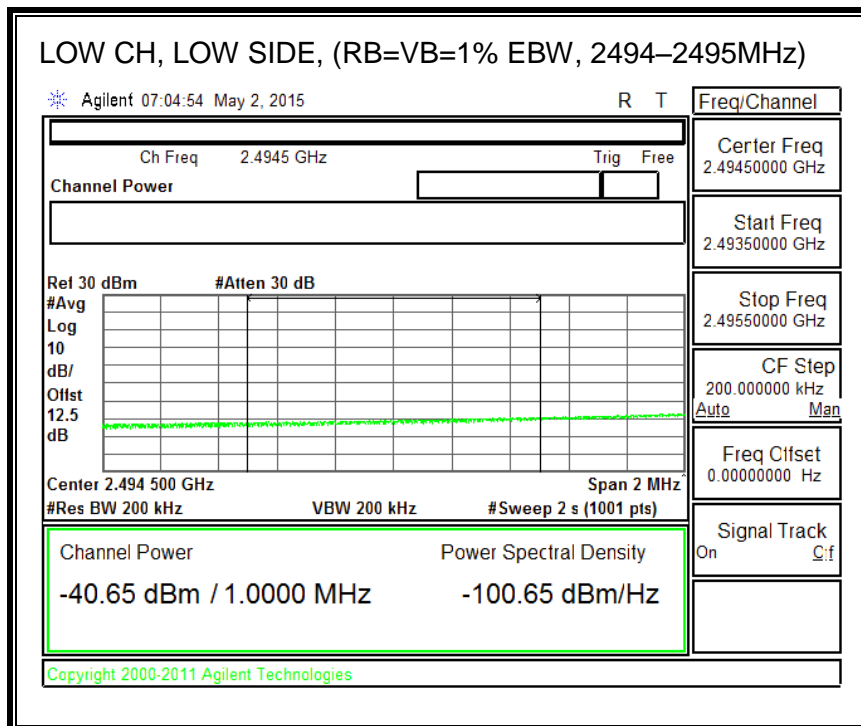 LOW CH, LOW SIDE, (RB=VB=1% EBW, 2494–2495MHz)
Agilent 07:04:54 May 2, 2015 R T
Freq/Channel
Ch Freq 2.4945 GHz Trig Free
Channel Power
Center Freq
2.49450000 GHz
Start Freq
2.49350000 GHz
Stop Freq
2.49550000 GHz
CF Step
200.000000 kHz
Auto Man
Freq Offset
0.00000000 Hz
Signal Track
On Off
Ref 30 dBm #Atten 30 dB
#Avg
Log
10
dB/
Offst
12.5
dB
Center 2.494 500 GHz Span 2 MHz
#Res BW 200 kHz VBW 200 kHz #Sweep 2 s (1001 pts)
Channel Power Power Spectral Density
-40.65 dBm / 1.0000 MHz -100.65 dBm/Hz
Copyright 2000-2011 Agilent Technologies